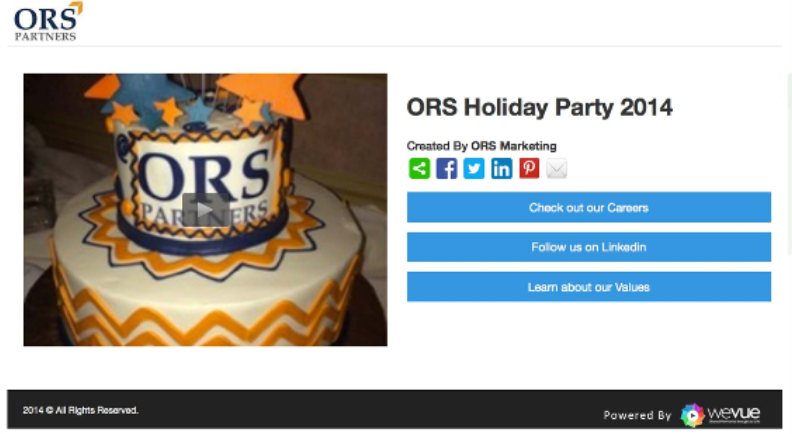 ORS
PARTNERS
ORS
PARTNERS
ORS Holiday Party 2014
Created By ORS Marketing
Check out our Careers
Follow us on LinkedIn
Learn about our Values
2014 © All Rights Reserved.
Powered By wevue